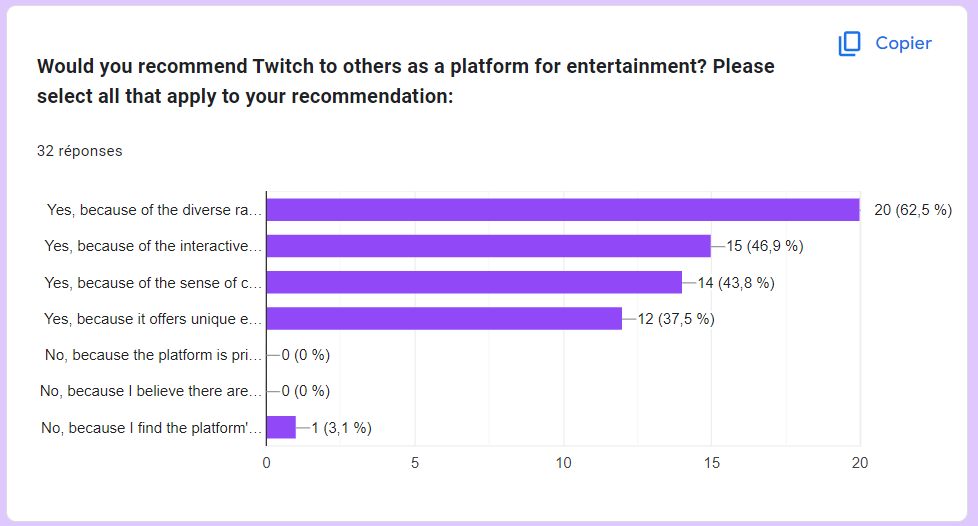 Copier
Would you recommend Twitch to others as a platform for entertainment? Please
select all that apply to your recommendation:
32 réponses
Yes, because of the diverse ra… 20 (62,5 %)
Yes, because of the interactive… 15 (46,9 %)
Yes, because of the sense of c… 14 (43,8 %)
Yes, because it offers unique e… 12 (37,5 %)
No, because the platform is pri… 0 (0 %)
No, because I believe there are… 0 (0 %)
No, because I find the platform'… 1 (3,1 %)
0 5 10 15 20